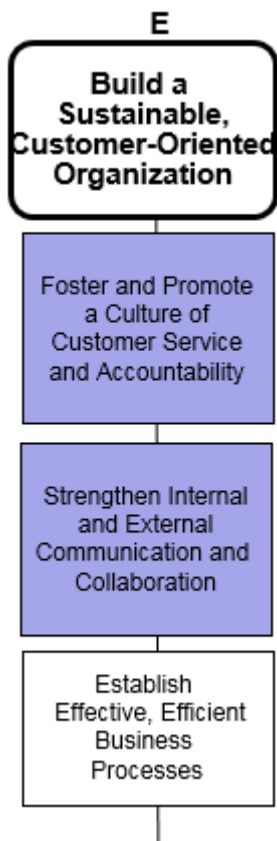 E
Build a
Sustainable,
Customer-Oriented
Organization
Foster and Promote
a Culture of
Customer Service
and Accountability
Strengthen Internal
and External
Communication and
Collaboration
Establish
Effective, Efficient
Business
Processes